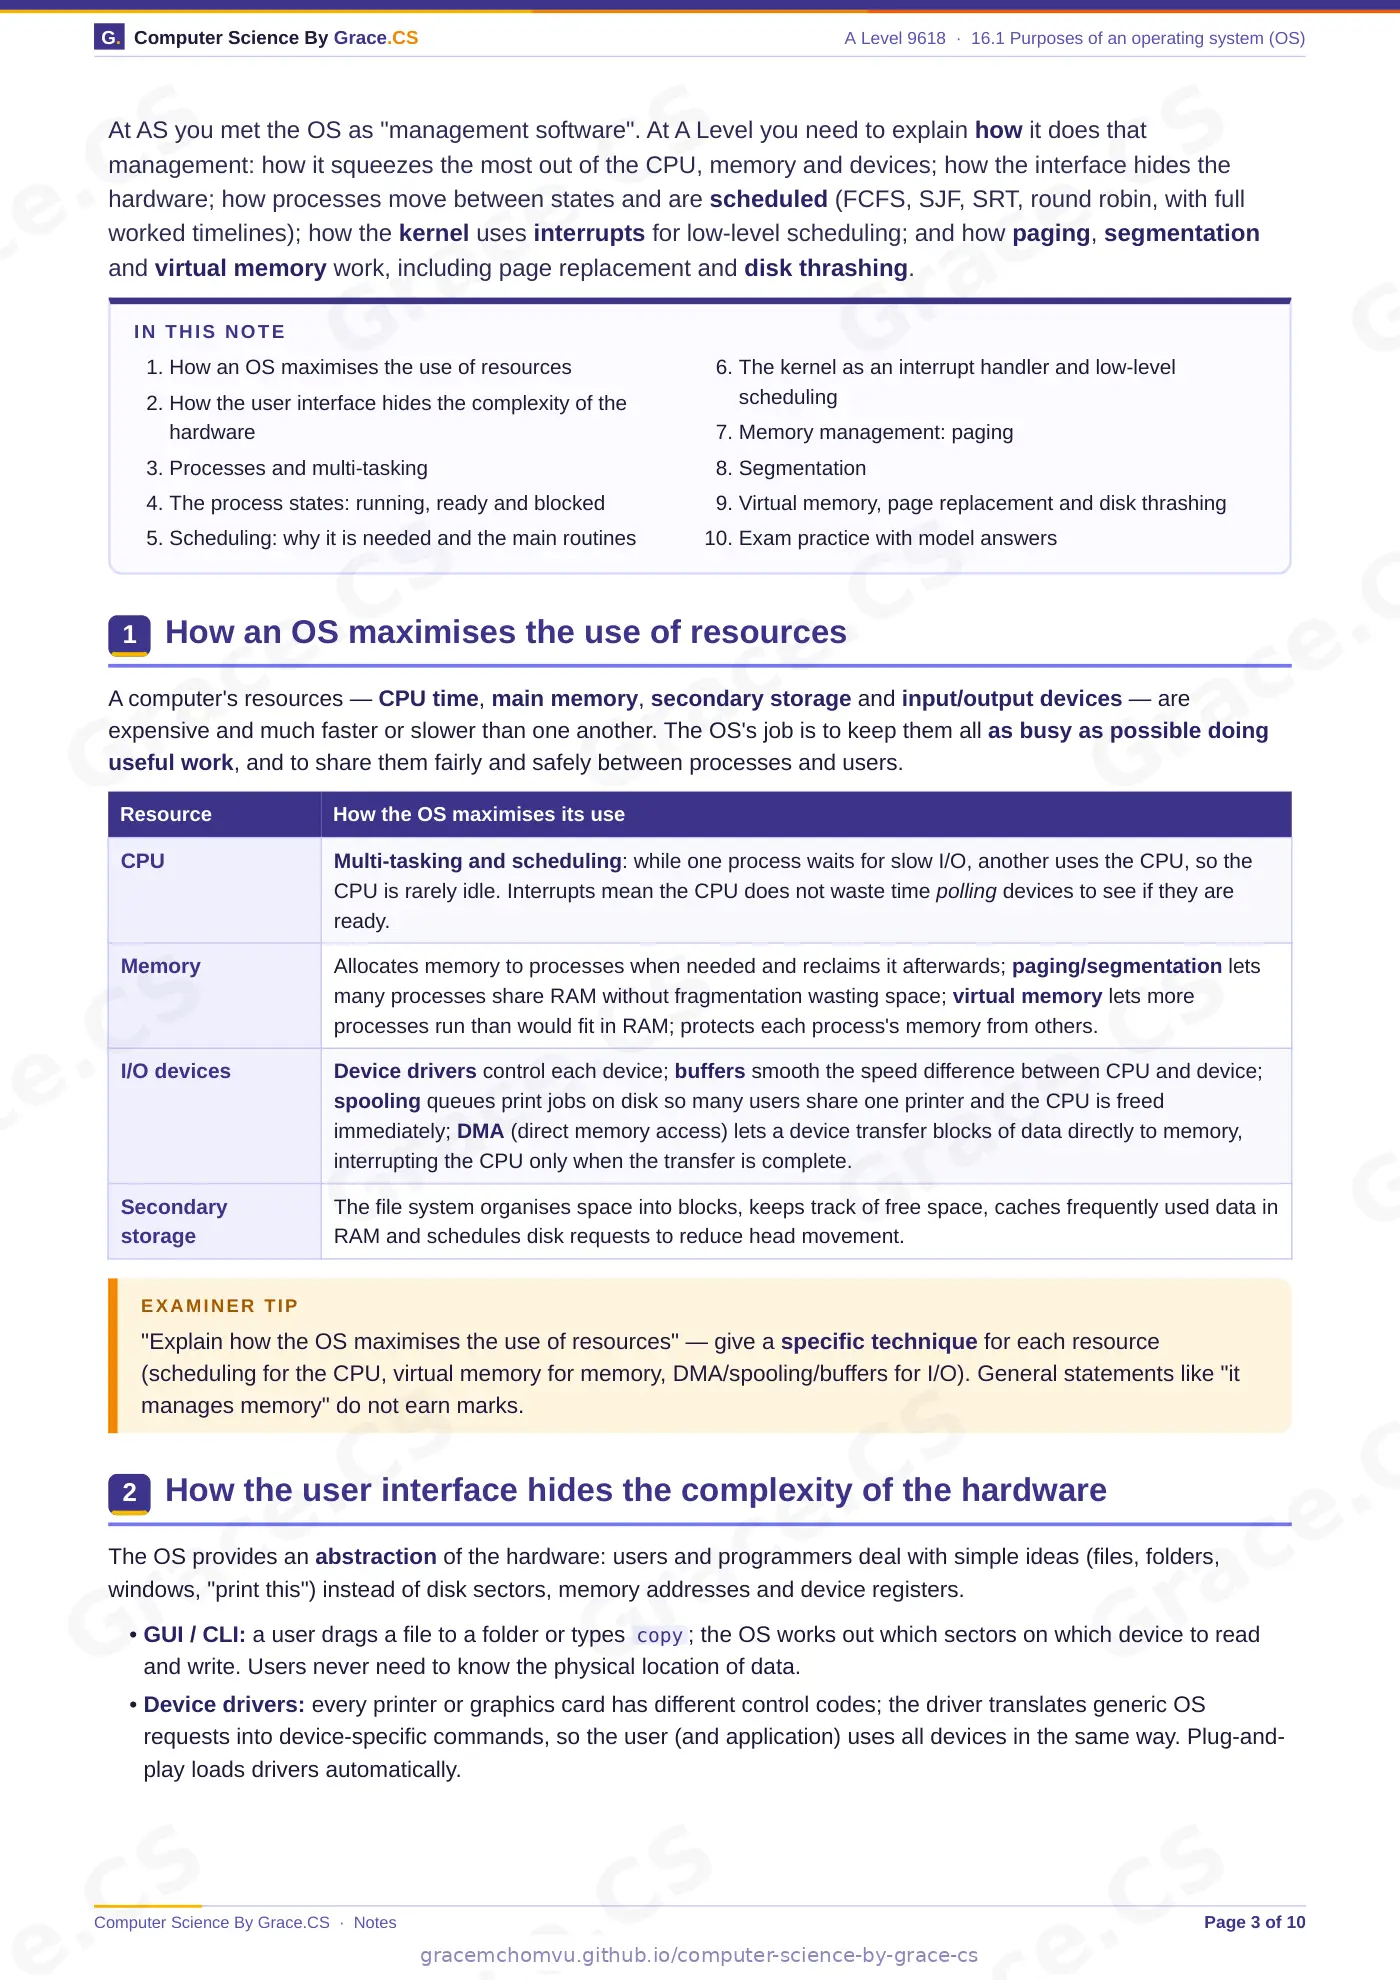 G. Computer Science By Grace.CS
A Level 9618 · 16.1 Purposes of an operating system (OS)
At AS you met the OS as "management software". At A Level you need to explain how it does that
management: how it squeezes the most out of the CPU, memory and devices; how the interface hides the
hardware; how processes move between states and are scheduled (FCFS, SJF, SRT, round robin, with full
worked timelines); how the kernel uses interrupts for low-level scheduling; and how paging, segmentation
and virtual memory work, including page replacement and disk thrashing.
IN THIS NOTE
1. How an OS maximises the use of resources
2. How the user interface hides the complexity of the
hardware
3. Processes and multi-tasking
4. The process states: running, ready and blocked
5. Scheduling: why it is needed and the main routines
6. The kernel as an interrupt handler and low-level
scheduling
7. Memory management: paging
8. Segmentation
9. Virtual memory, page replacement and disk thrashing
10. Exam practice with model answers
1 How an OS maximises the use of resources
A computer's resources — CPU time, main memory, secondary storage and input/output devices — are
expensive and much faster or slower than one another. The OS's job is to keep them all as busy as possible doing
useful work, and to share them fairly and safely between processes and users.
Resource How the OS maximises its use
CPU Multi-tasking and scheduling: while one process waits for slow I/O, another uses the CPU, so the
CPU is rarely idle. Interrupts mean the CPU does not waste time polling devices to see if they are
ready.
Memory Allocates memory to processes when needed and reclaims it afterwards; paging/segmentation lets
many processes share RAM without fragmentation wasting space; virtual memory lets more
processes run than would fit in RAM; protects each process's memory from others.
I/O devices Device drivers control each device; buffers smooth the speed difference between CPU and device;
spooling queues print jobs on disk so many users share one printer and the CPU is freed
immediately; DMA (direct memory access) lets a device transfer blocks of data directly to memory,
interrupting the CPU only when the transfer is complete.
Secondary The file system organises space into blocks, keeps track of free space, caches frequently used data in
storage RAM and schedules disk requests to reduce head movement.
EXAMINER TIP
"Explain how the OS maximises the use of resources" — give a specific technique for each resource
(scheduling for the CPU, virtual memory for memory, DMA/spooling/buffers for I/O). General statements like "it
manages memory" do not earn marks.
2 How the user interface hides the complexity of the hardware
The OS provides an abstraction of the hardware: users and programmers deal with simple ideas (files, folders,
windows, "print this") instead of disk sectors, memory addresses and device registers.
• GUI / CLI: a user drags a file to a folder or types copy; the OS works out which sectors on which device to read
and write. Users never need to know the physical location of data.
• Device drivers: every printer or graphics card has different control codes; the driver translates generic OS
requests into device-specific commands, so the user (and application) uses all devices in the same way. Plug-and-
play loads drivers automatically.
Computer Science By Grace.CS · Notes
Page 3 of 10
gracemchomvu.github.io/computer-science-by-grace-cs